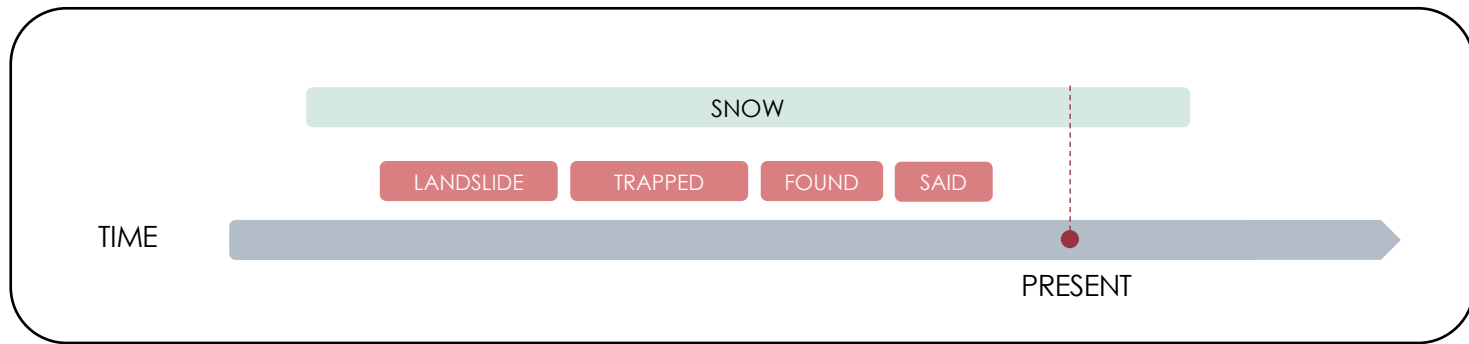 SNOW
LANDSLIDE TRAPPED FOUND SAID
TIME
PRESENT